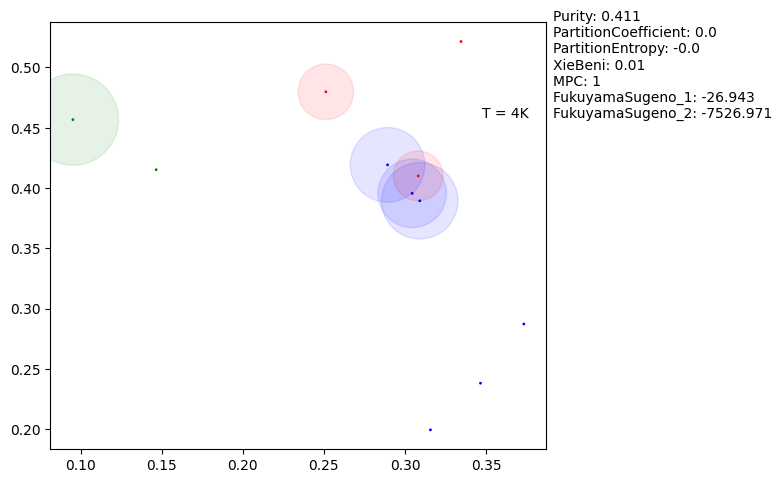 Purity: 0.411
PartitionCoefficient: 0.0
PartitionEntropy: -0.0
XieBeni: 0.01
MPC: 1
FukuyamaSugeno_1: -26.943
FukuyamaSugeno_2: -7526.971
T = 4K
0.50
0.45
0.40
0.35
0.30
0.25
0.20
0.10 0.15 0.20 0.25 0.30 0.35